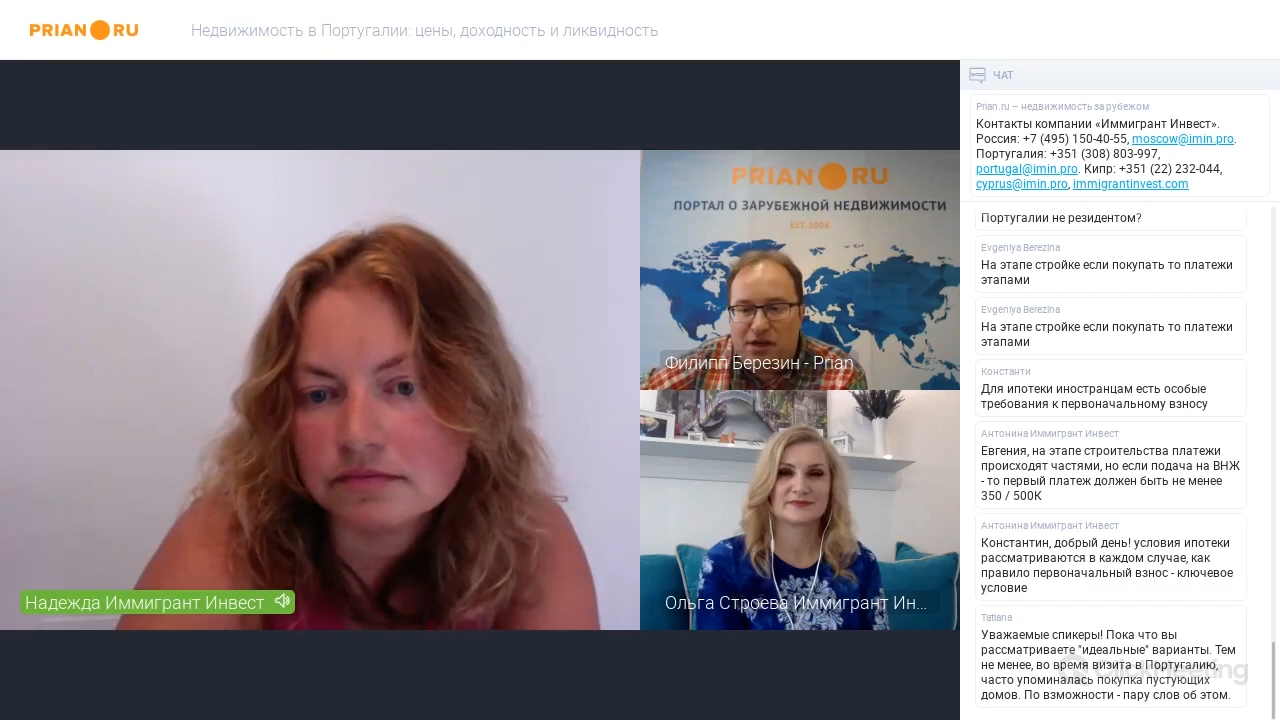 PRIAN RU
Недвижимость в Португалии: цены, доходность и ликвидность
ЧАТ
Prian.ru – недвижимость за рубежом
Контакты компании «Иммигрант Инвест».
Россия: +7 (495) 150-40-55, moscow@imin.pro.
Португалия: +351 (308) 803-997,
portugal@imin.pro. Кипр: +351 (22) 232-044,
cyprus@imin.pro, immigrantinvest.com
Португалии не резидентом?
Evgeniya Berezina
На этапе стройке если покупать то платежи
этапами
Evgeniya Berezina
На этапе стройке если покупать то платежи
этапами
Константи
Для ипотеки иностранцам есть особые
требования к первоначальному взносу
Антонина Иммигрант Инвест
Евгения, на этапе строительства платежи
происходят частями, но если подача на ВНЖ
- то первый платеж должен быть не менее
350 / 500К
Антонина Иммигрант Инвест
Константин, добрый день! условия ипотеки
рассматриваются в каждом случае, как
правило первоначальный взнос - ключевое
условие
Tatiana
Уважаемые спикеры! Пока что вы
рассматриваете "идеальные" варианты. Тем
не менее, во время визита в Португалию,
часто упоминалась покупка пустующих
домов. По взможности - пару слов об этом.
ClickMeeting
PRIAN RU
ПОРТАЛ О ЗАРУБЕЖНОЙ НЕДВИЖИМОСТИ
EST. 2006
Филипп Березин - Prian
Надежда Иммигрант Инвест
Ольга Строева Иммигрант Ин...